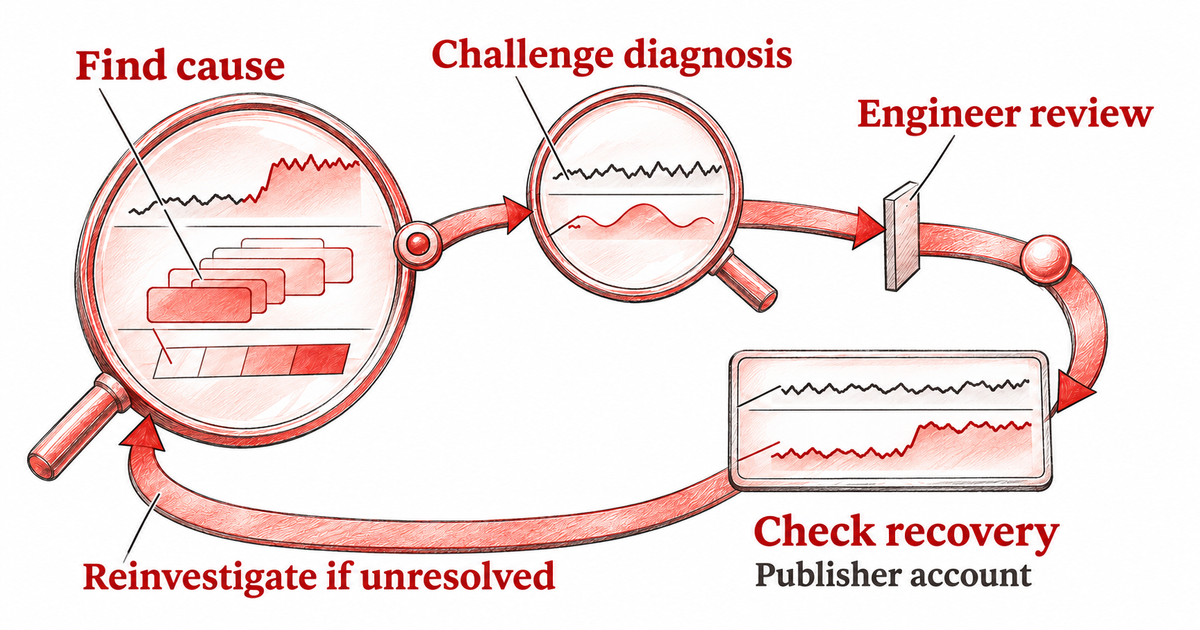 Find cause
Challenge diagnosis
Engineer review
Check recovery
Publisher account
Reinvestigate if unresolved